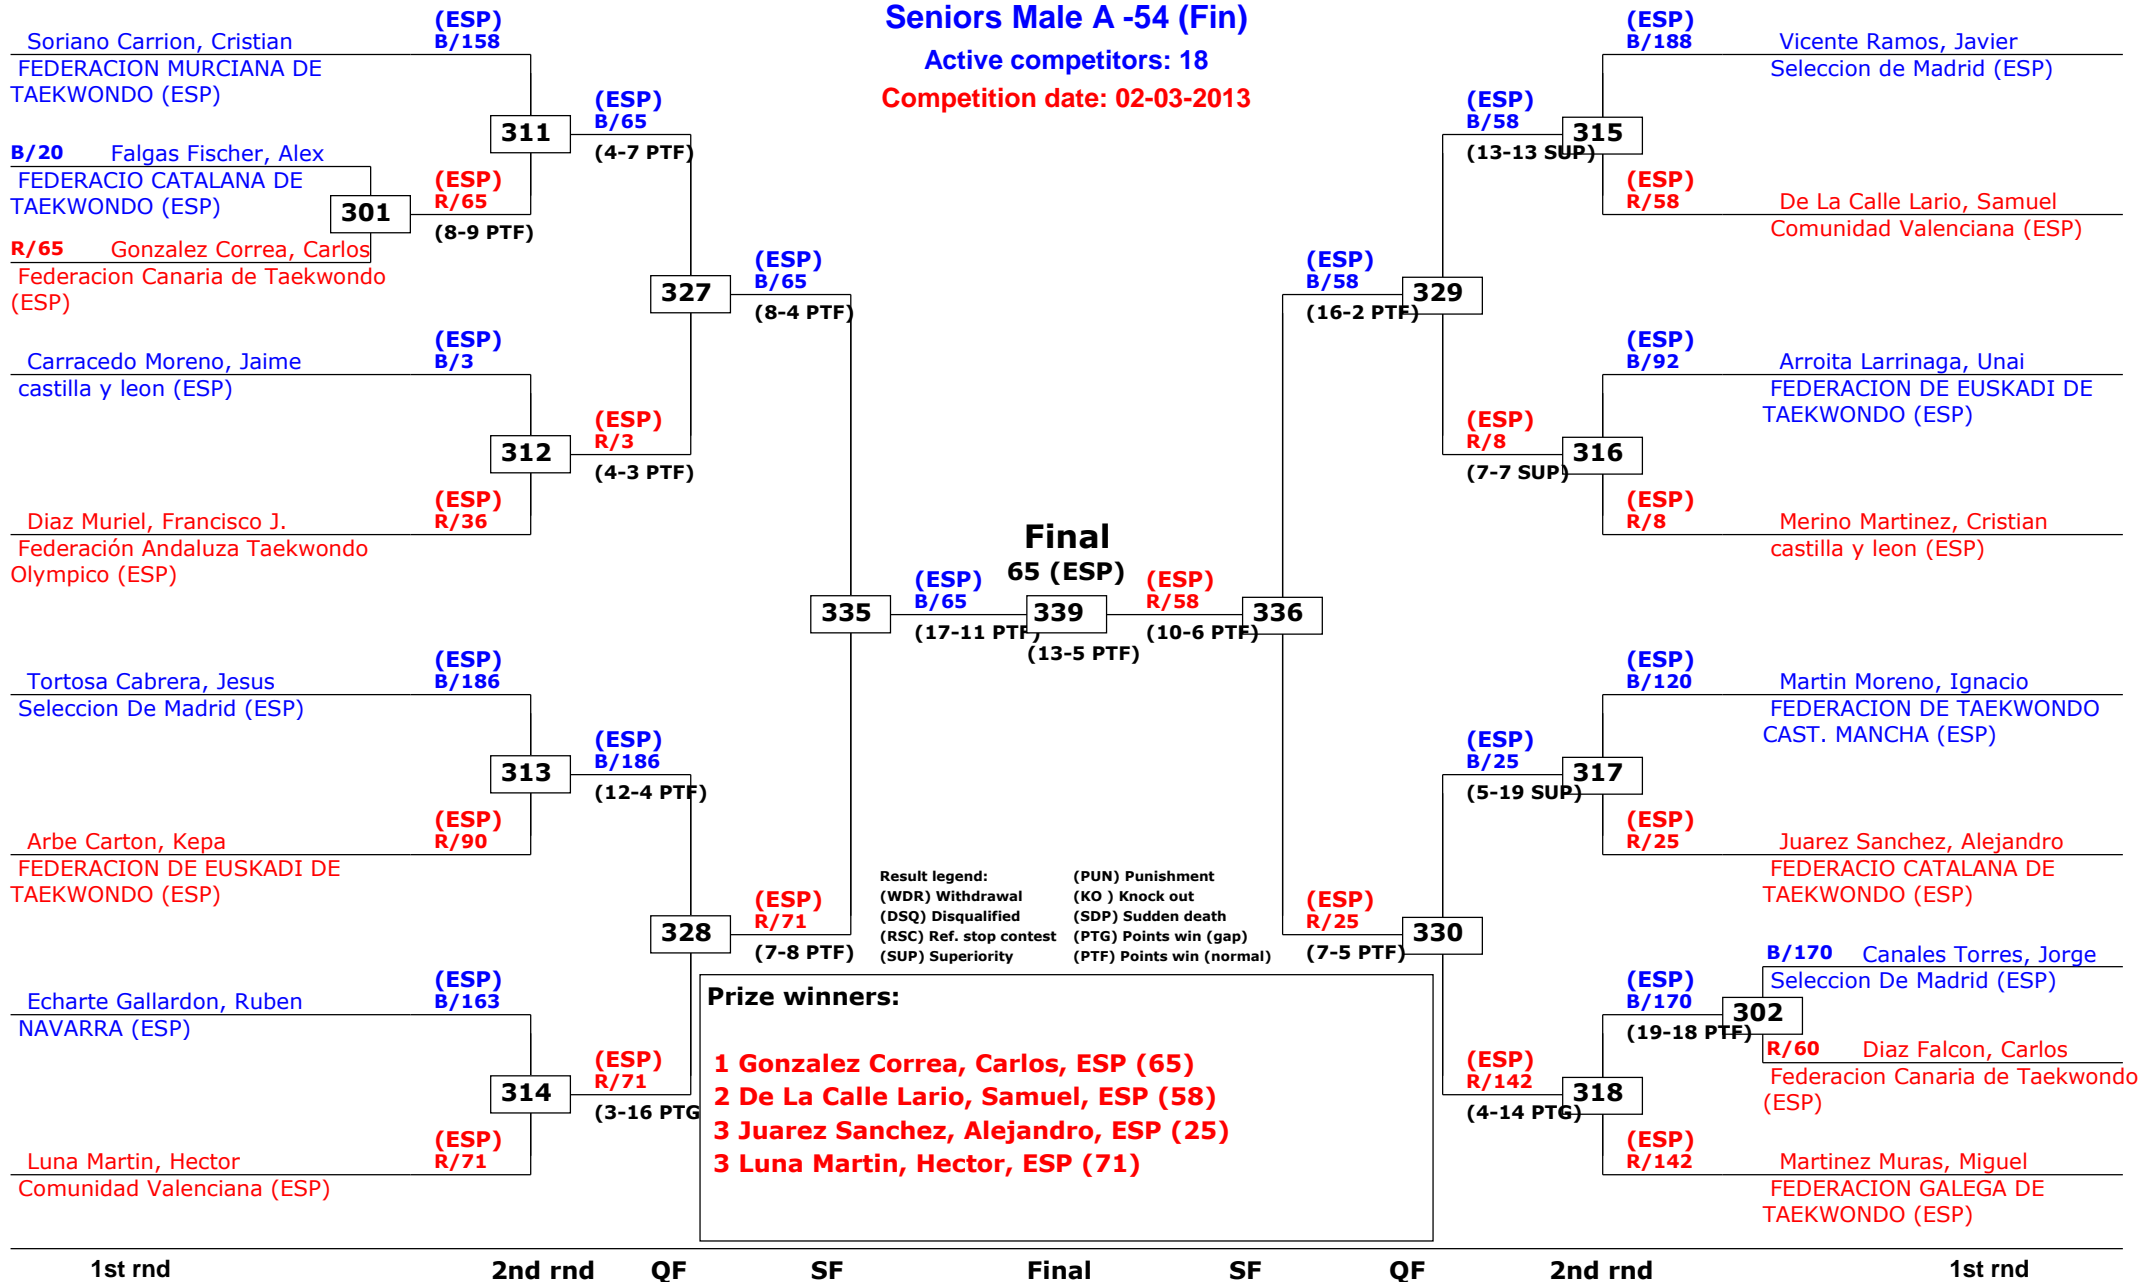 Seniors Male A -54 (Fin)
Active competitors: 18
Competition date: 02-03-2013
(ESP)
Soriano Carrion, Cristian B/158
FEDERACION MURCIANA DE
TAEKWONDO (ESP)
311
(ESP)
B/65
(4-7 PTF)
B/20 Falgas Fischer, Alex
FEDERACIO CATALANA DE
TAEKWONDO (ESP)
301
(ESP)
R/65
(8-9 PTF)
R/65 Gonzalez Correa, Carlos
Federacion Canaria de Taekwondo
(ESP)
327
(ESP)
B/65
(8-4 PTF)
(ESP)
Carracedo Moreno, Jaime B/3
castilla y leon (ESP)
312
(ESP)
R/3
(4-3 PTF)
(ESP)
Diaz Muriel, Francisco J. R/36
Federación Andaluza Taekwondo
Olympico (ESP)
335
(ESP)
B/65
(17-11 PTF)
(ESP)
Tortosa Cabrera, Jesus B/186
Seleccion De Madrid (ESP)
313
(ESP)
B/186
(12-4 PTF)
(ESP)
Arbe Carton, Kepa R/90
FEDERACION DE EUSKADI DE
TAEKWONDO (ESP)
328
(ESP)
R/71
(7-8 PTF)
(ESP)
Echarte Gallardon, Ruben B/163
NAVARRA (ESP)
314
(ESP)
R/71
(3-16 PTG
(ESP)
Luna Martin, Hector R/71
Comunidad Valenciana (ESP)
Final
65 (ESP)
339
(13-5 PTF)
(ESP)
R/58
(10-6 PTF)
336
(ESP)
B/188 Vicente Ramos, Javier
Seleccion de Madrid (ESP)
(ESP)
B/58
(13-13 SUP)
315
(ESP)
R/58 De La Calle Lario, Samuel
Comunidad Valenciana (ESP)
(ESP)
B/58
(16-2 PTF)
329
(ESP)
B/92 Arroita Larrinaga, Unai
FEDERACION DE EUSKADI DE
TAEKWONDO (ESP)
(ESP)
R/8
(7-7 SUP)
316
(ESP)
R/8 Merino Martinez, Cristian
castilla y leon (ESP)
(ESP)
B/120 Martin Moreno, Ignacio
FEDERACION DE TAEKWONDO
CAST. MANCHA (ESP)
(ESP)
B/25
(5-19 SUP)
317
(ESP)
R/25 Juarez Sanchez, Alejandro
FEDERACIO CATALANA DE
TAEKWONDO (ESP)
(ESP)
R/25
(7-5 PTF)
330
B/170 Canales Torres, Jorge
Seleccion De Madrid (ESP)
(ESP)
B/170
(19-18 PTF)
302
R/60 Diaz Falcon, Carlos
Federacion Canaria de Taekwondo
(ESP)
(ESP)
R/142
(4-14 PTG)
318
(ESP)
R/142 Martinez Muras, Miguel
FEDERACION GALEGA DE
TAEKWONDO (ESP)
Result legend: (PUN) Punishment
(WDR) Withdrawal (KO ) Knock out
(DSQ) Disqualified (SDP) Sudden death
(RSC) Ref. stop contest (PTG) Points win (gap)
(SUP) Superiority (PTF) Points win (normal)
Prize winners:
1 Gonzalez Correa, Carlos, ESP (65)
2 De La Calle Lario, Samuel, ESP (58)
3 Juarez Sanchez, Alejandro, ESP (25)
3 Luna Martin, Hector, ESP (71)
1st rnd 2nd rnd QF SF Final SF QF 2nd rnd 1st rnd